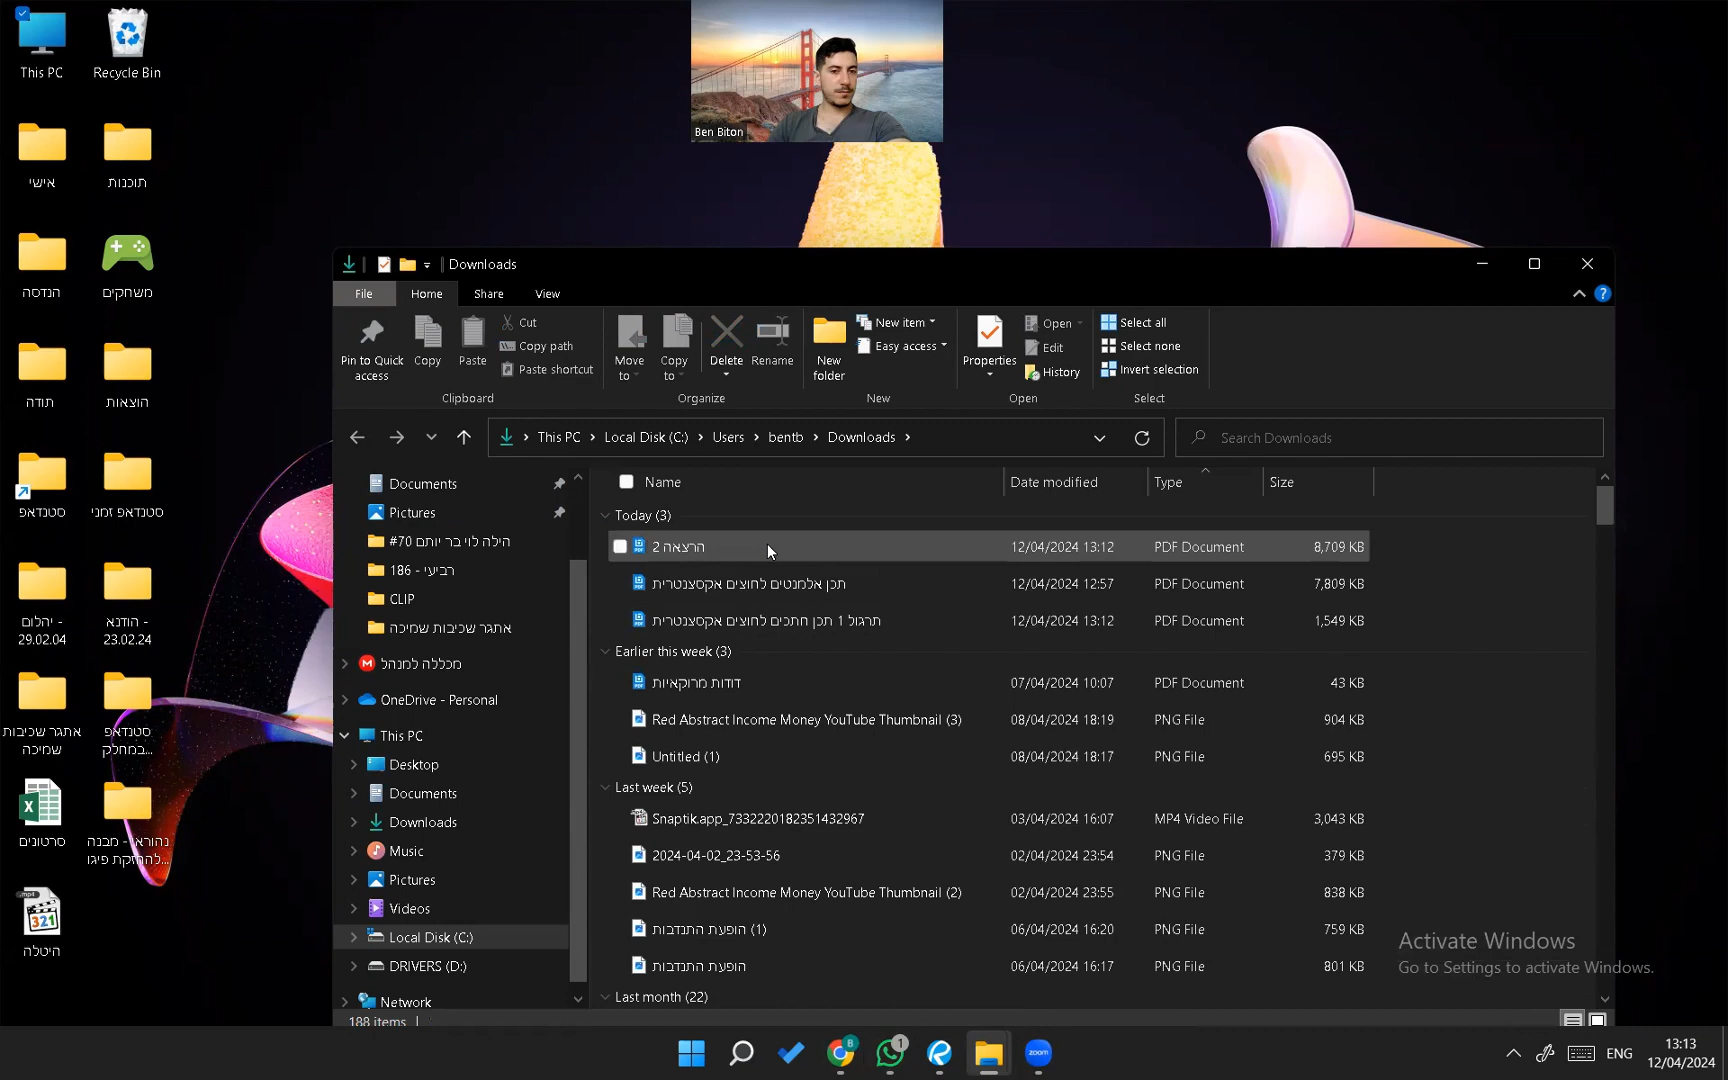 This PC
Recycle Bin
אישי
תוכנות
הנדסה
משחקים
תודה
הוצאות
סטנדאפ
סטנדאפ זמני
יהלום -
29.02.04
הודנא -
23.02.24
אתגר שכיבות
שמיכה
סטנדאפ
במחלק...
סרטונים
נהוראי - מבנה
להחזקת פיגו...
היטלה
Ben Biton
Downloads
File
Home
Share
View
Pin to Quick
access
Copy
Paste
Cut
Copy path
Paste shortcut
Clipboard
Move
to
Copy
to
Delete
Rename
Organize
New
folder
New item
Easy access
New
Properties
Open
Edit
History
Open
Select all
Select none
Invert selection
Select
This PC > Local Disk (C:) > Users > bentb > Downloads >
Search Downloads
Documents
Pictures
הילה לוי בר יותם 70#
רביעי - 186
CLIP
אתגר שכיבות שמיכה
מכללה למנהל
OneDrive - Personal
This PC
Desktop
Documents
Downloads
Music
Pictures
Videos
Local Disk (C:)
DRIVERS (D:)
Network
Name
Date modified
Type
Size
Today (3)
הרצאה 2
12/04/2024 13:12
PDF Document
8,709 KB
תכן אלמנטים לחוצים אקסצנטרית
12/04/2024 12:57
PDF Document
7,809 KB
תרגול 1 תכן חתכים לחוצים אקסצנטרית
12/04/2024 13:12
PDF Document
1,549 KB
Earlier this week (3)
דודות מרוקאיות
07/04/2024 10:07
PDF Document
43 KB
Red Abstract Income Money YouTube Thumbnail (3)
08/04/2024 18:19
PNG File
904 KB
Untitled (1)
08/04/2024 18:17
PNG File
695 KB
Last week (5)
Snaptik.app_7332220182351432967
03/04/2024 16:07
MP4 Video File
3,043 KB
2024-04-02_23-53-56
02/04/2024 23:54
PNG File
379 KB
Red Abstract Income Money YouTube Thumbnail (2)
02/04/2024 23:55
PNG File
838 KB
הופעת התנדבות (1)
06/04/2024 16:20
PNG File
759 KB
הופעת התנדבות
06/04/2024 16:17
PNG File
801 KB
Last month (22)
188 items
Activate Windows
Go to Settings to activate Windows.
zoom
ENG
13:13
12/04/2024